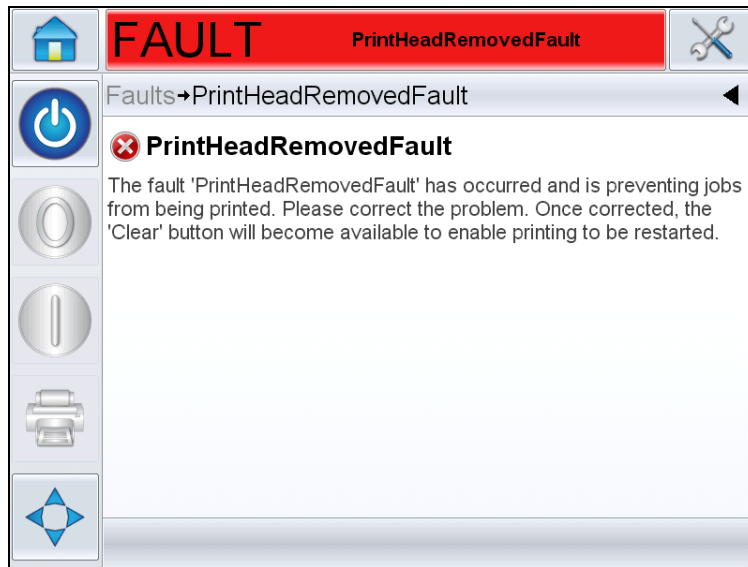 FAULT PrintHeadRemovedFault
Faults→PrintHeadRemovedFault
PrintHeadRemovedFault
The fault 'PrintHeadRemovedFault' has occurred and is preventing jobs
from being printed. Please correct the problem. Once corrected, the
'Clear' button will become available to enable printing to be restarted.